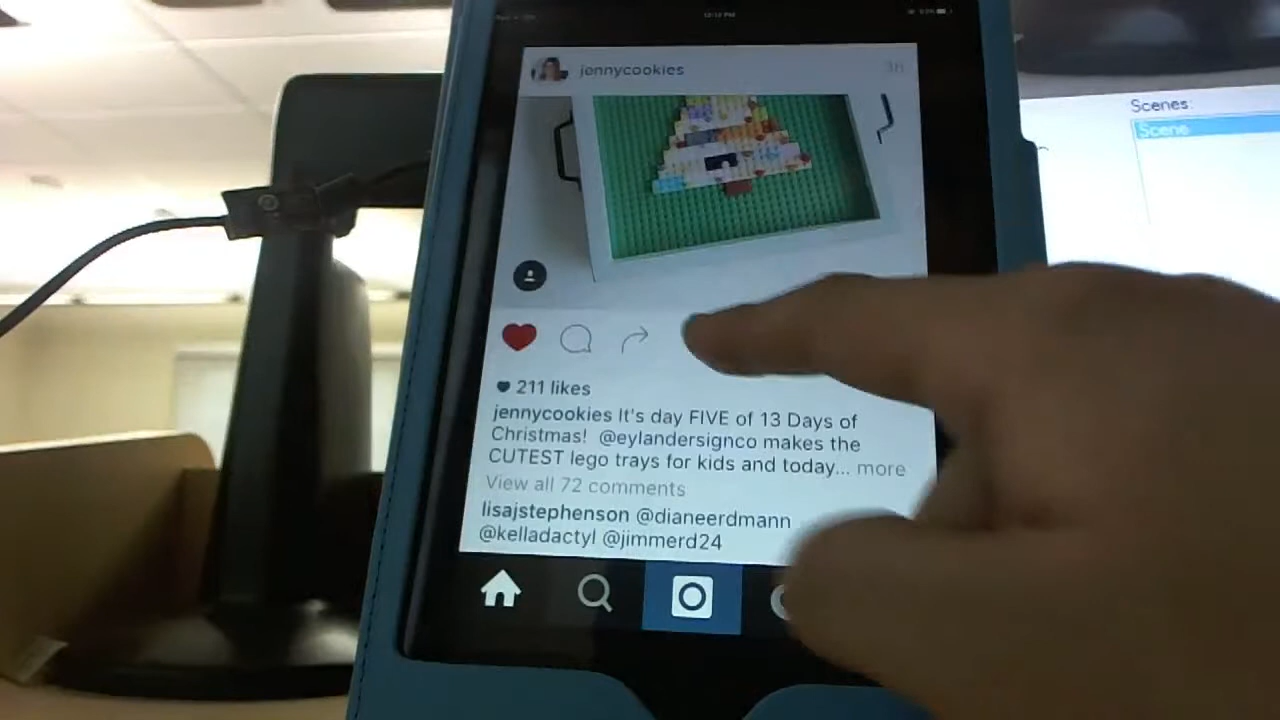 jennycookies
3h
Scenes:
Scene
211 likes
jennycookies It's day FIVE of 13 Days of
Christmas! @eylandersignco makes the
CUTEST lego trays for kids and today... more
View all 72 comments
lisajstephenson @dianeerdmann
@kelladactyl @jimmerd24